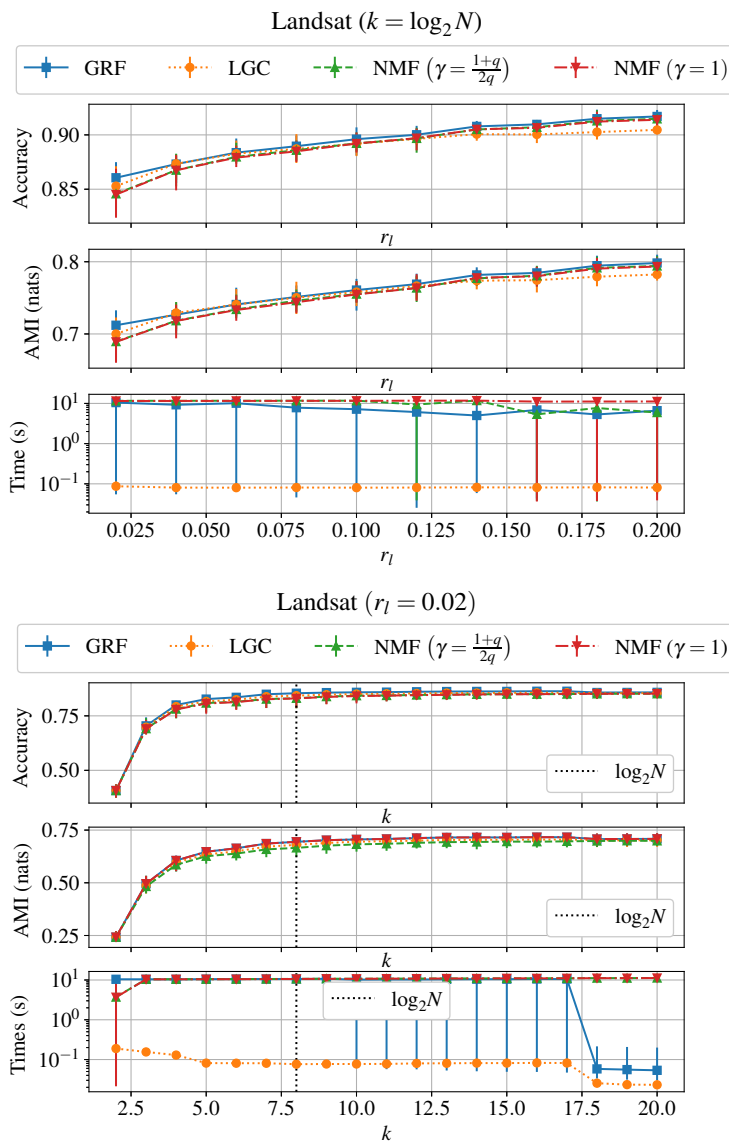 Landsat (k = log₂ N)
GRF LGC NMF (γ = 1+q/2q) NMF (γ = 1)
Accuracy
0.90
0.85
r_l
AMI (nats)
0.8
0.7
r_l
Time (s)
10¹
10⁰
10⁻¹
0.025 0.050 0.075 0.100 0.125 0.150 0.175 0.200
r_l
Landsat (r_l = 0.02)
GRF LGC NMF (γ = 1+q/2q) NMF (γ = 1)
Accuracy
0.75
0.50
log₂ N
k
AMI (nats)
0.75
0.50
0.25
log₂ N
k
Times (s)
10¹
10⁰
10⁻¹
log₂ N
2.5 5.0 7.5 10.0 12.5 15.0 17.5 20.0
k